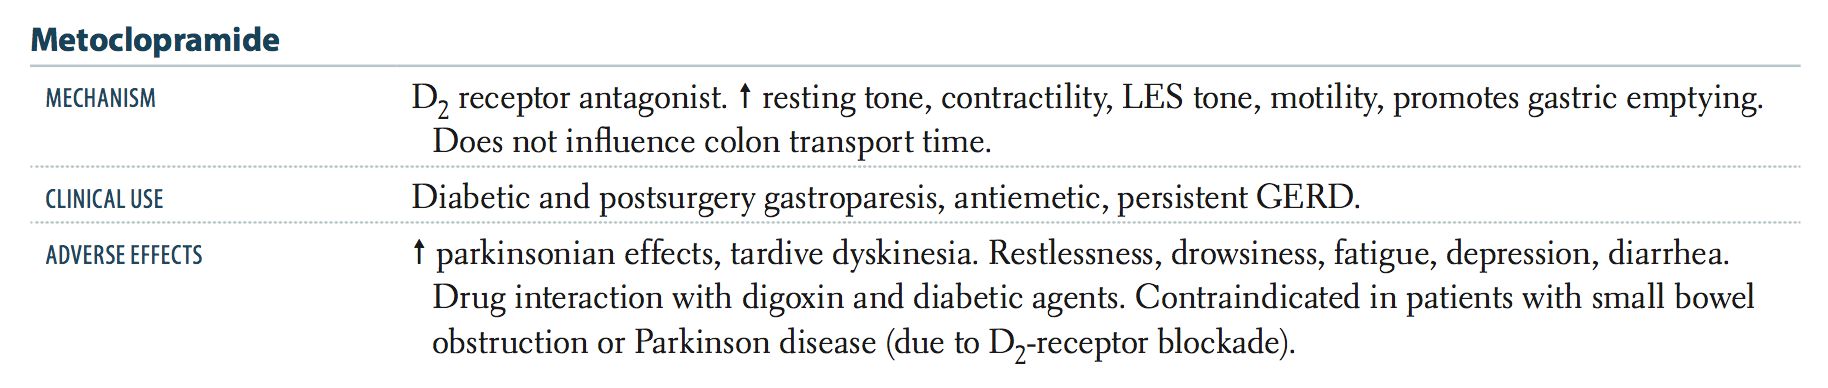 Metoclopramide
MECHANISM D₂ receptor antagonist. ↑ resting tone, contractility, LES tone, motility, promotes gastric emptying.
Does not influence colon transport time.
CLINICAL USE Diabetic and postsurgery gastroparesis, antiemetic, persistent GERD.
ADVERSE EFFECTS ↑ parkinsonian effects, tardive dyskinesia. Restlessness, drowsiness, fatigue, depression, diarrhea.
Drug interaction with digoxin and diabetic agents. Contraindicated in patients with small bowel
obstruction or Parkinson disease (due to D₂-receptor blockade).